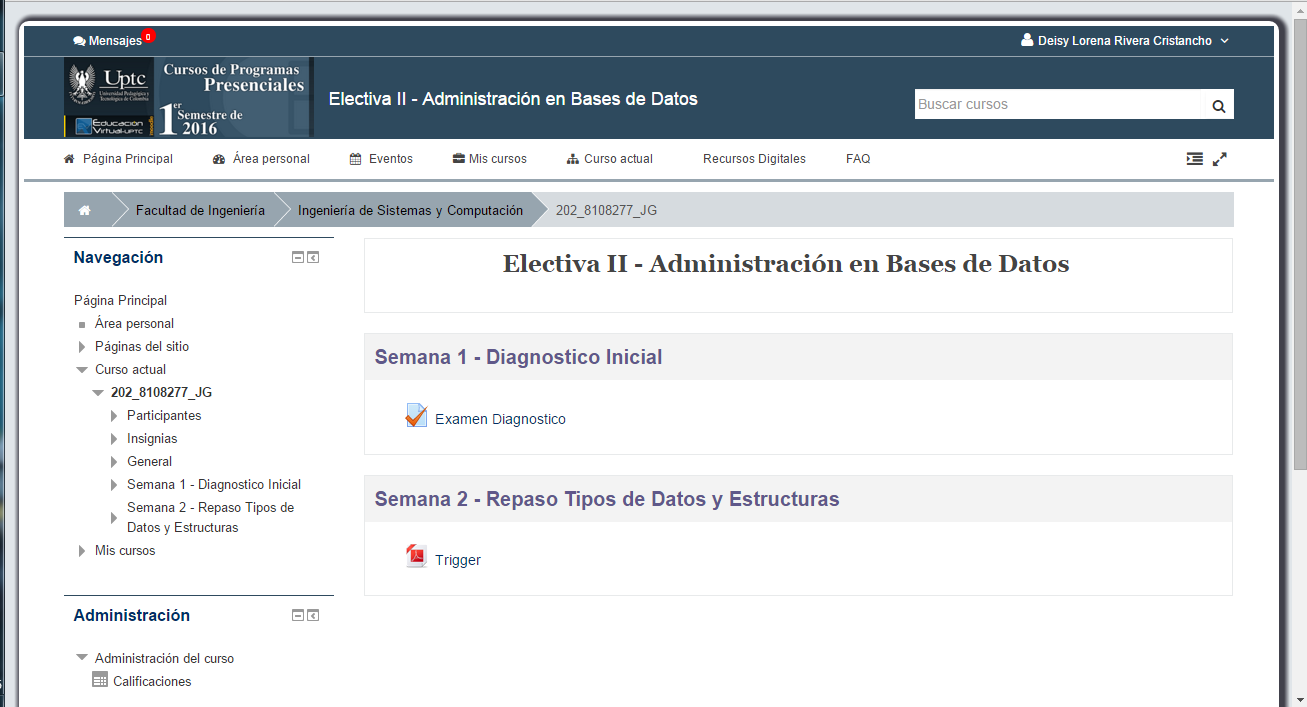 Mensajes 0
Deisy Lorena Rivera Cristancho
Uptc
Universidad Pedagógica y
Tecnológica de Colombia
Educación
Virtual-UPTC
moodle
Cursos de Programas
Presenciales
1er Semestre de
2016
Electiva II - Administración en Bases de Datos
Buscar cursos
Página Principal Área personal Eventos Mis cursos Curso actual Recursos Digitales FAQ
Facultad de Ingeniería Ingeniería de Sistemas y Computación 202_8108277_JG
Navegación
Página Principal
Área personal
Páginas del sitio
Curso actual
202_8108277_JG
Participantes
Insignias
General
Semana 1 - Diagnostico Inicial
Semana 2 - Repaso Tipos de
Datos y Estructuras
Mis cursos
Administración
Administración del curso
Calificaciones
Electiva II - Administración en Bases de Datos
Semana 1 - Diagnostico Inicial
Examen Diagnostico
Semana 2 - Repaso Tipos de Datos y Estructuras
Trigger